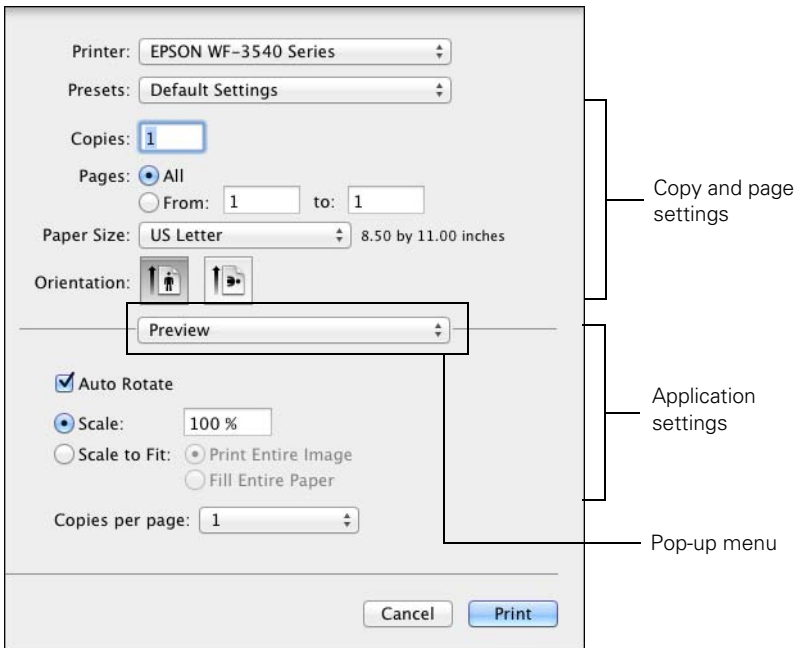 Printer: EPSON WF-3540 Series
Presets: Default Settings
Copies: 1
Pages: All
From: 1 to: 1
Paper Size: US Letter 8.50 by 11.00 inches
Orientation:
Preview
Auto Rotate
Scale: 100 %
Scale to Fit: Print Entire Image
Fill Entire Paper
Copies per page: 1
Cancel Print
Copy and page
settings
Application
settings
Pop-up menu